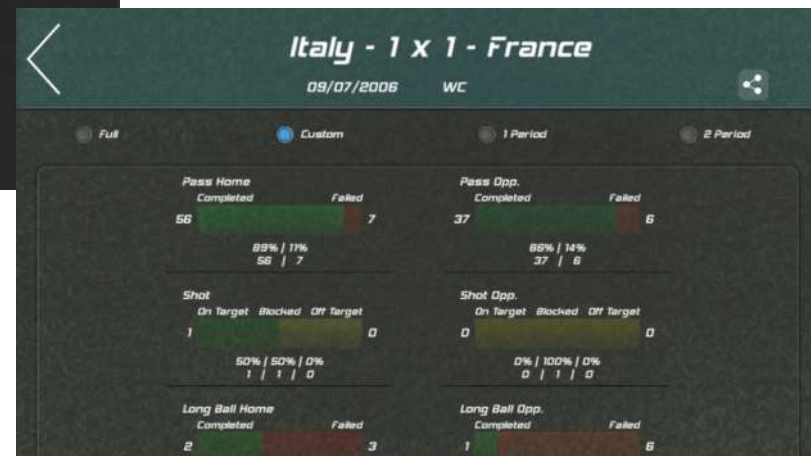 Italy - 1 x 1 - France
09/07/2006 WC
Full Custom 1 Period 2 Period
Pass Home
Completed Failed
56 7
89% | 11%
56 | 7
Pass Opp.
Completed Failed
37 6
86% | 14%
37 | 6
Shot
On Target Blocked Off Target
1 0
50% | 50% | 0%
1 | 1 | 0
Shot Opp.
On Target Blocked Off Target
0 0
0% | 100% | 0%
0 | 1 | 0
Long Ball Home
Completed Failed
2 3
Long Ball Opp.
Completed Failed
1 6